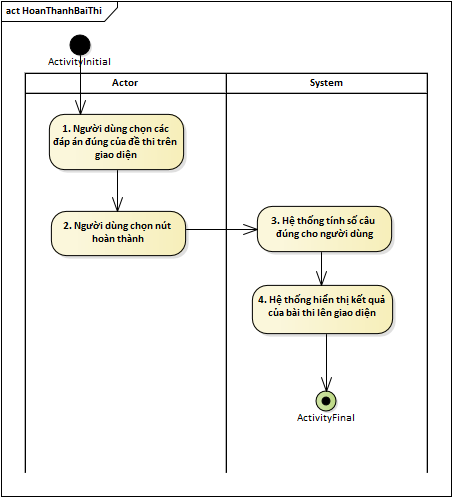 act HoanThanhBaiThi
ActivityInitial
Actor
System
1. Người dùng chọn các
đáp án đúng của đề thi trên
giao diện
2. Người dùng chọn nút
hoàn thành
3. Hệ thống tính số câu
đúng cho người dùng
4. Hệ thống hiển thị kết quả
của bài thi lên giao diện
ActivityFinal